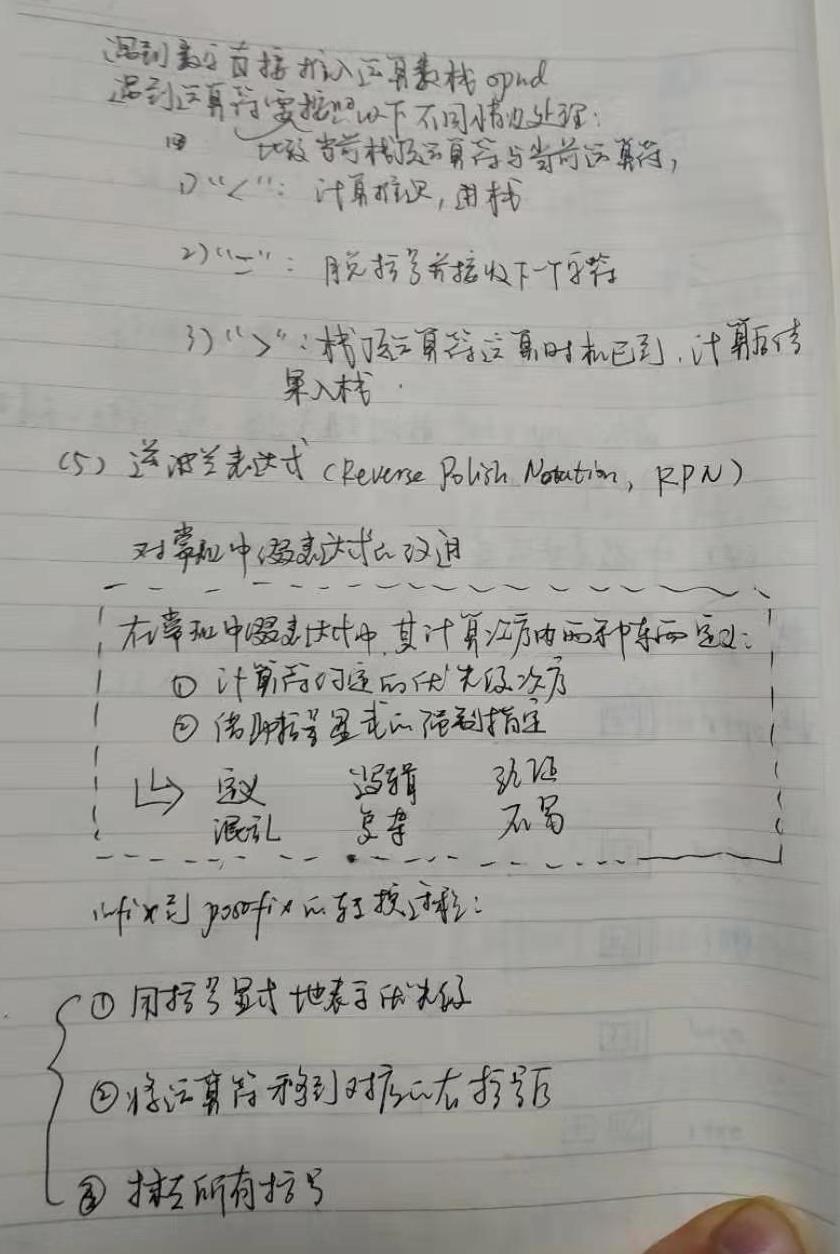 遇到数字直接推入运算数栈 opnd
遇到运算符需按照以下不同情况处理：
比较当前栈顶运算符与当前运算符，
1) “<”： 计算推迟，进栈
2) “=”： 脱括号并接收下一个字符
3) “>”：栈顶运算符运算时机已到，计算后结
果入栈
(5) 逆波兰表达式 (Reverse Polish Notation, RPN)
对常规中缀表达式的改进
在常规中缀表达式中，其计算次序由两种东西定义：
① 计算符约定的优先级次序
② 借助括号显式的强制指定
↳ 定义 逻辑
混乱 复杂 不易
infix到 postfix的转换过程：
① 用括号显式地表示优先级
② 将运算符移到对应的右括号后
③ 抹去所有括号